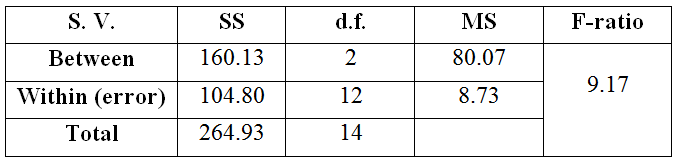 S. V. SS d.f. MS F-ratio
Between 160.13 2 80.07
9.17
Within (error) 104.80 12 8.73
Total 264.93 14